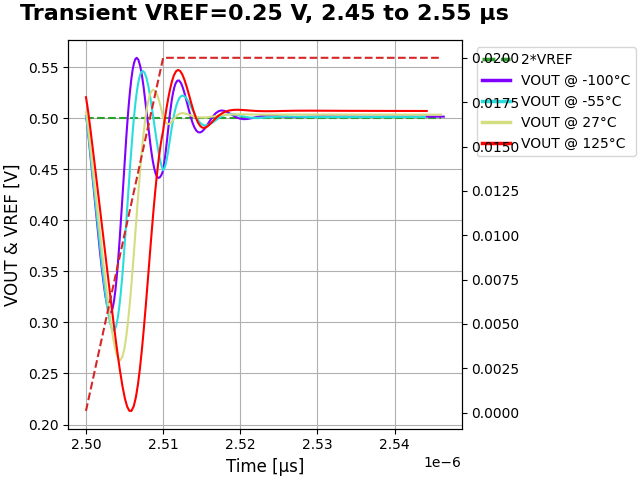 Transient VREF=0.25 V, 2.45 to 2.55 µs
0.55
0.50
0.45
0.40
0.35
0.30
0.25
0.20
VOUT & VREF [V]
2.50
2.51
2.52
2.53
2.54
1e−6
Time [µs]
0.0200
0.0175
0.0150
0.0125
0.0100
0.0075
0.0050
0.0025
0.0000
2*VREF
VOUT @ -100°C
VOUT @ -55°C
VOUT @ 27°C
VOUT @ 125°C